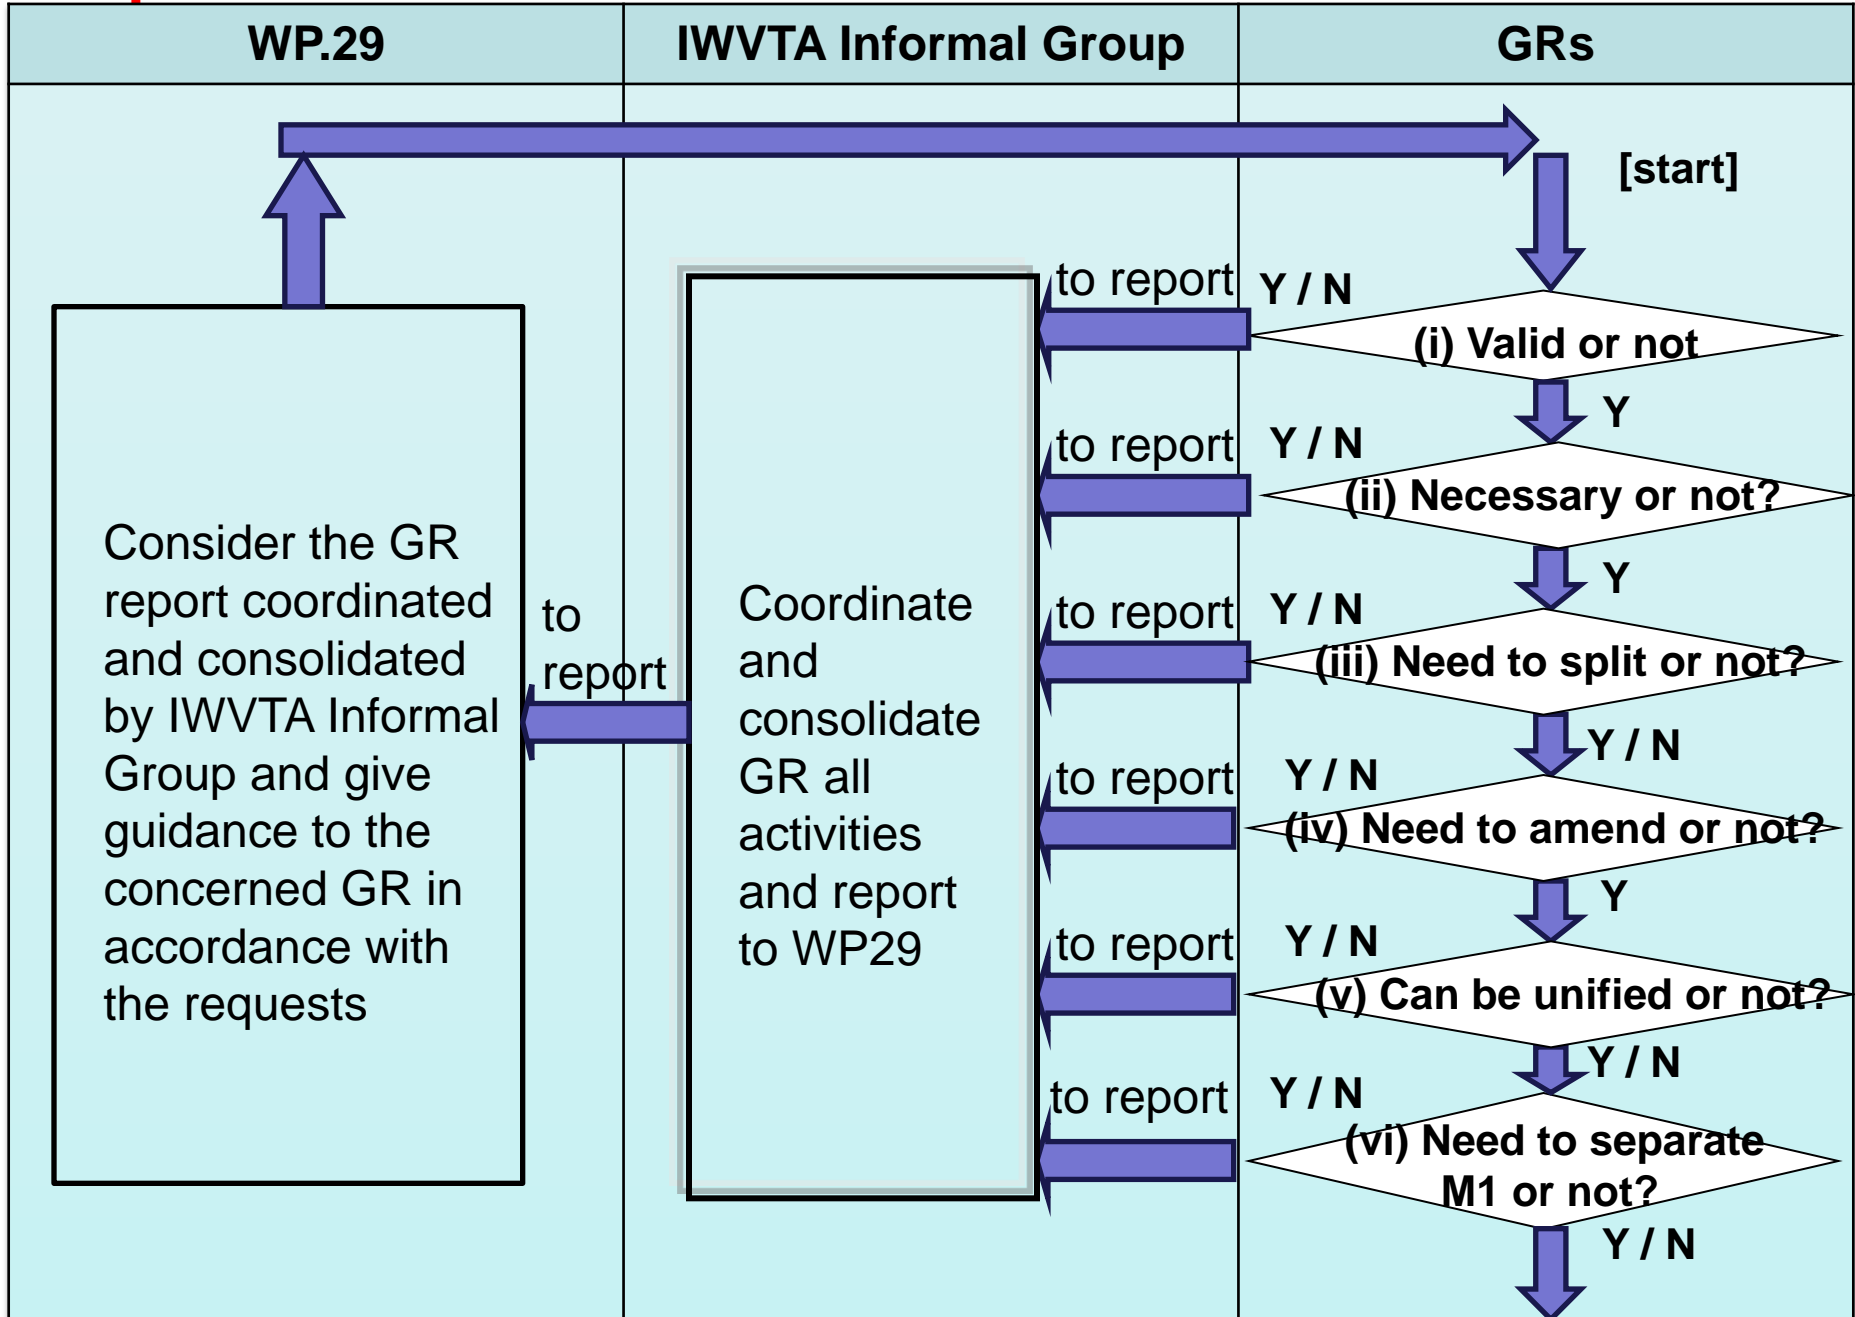 WP.29
IWVTA Informal Group
GRs
[start]
to report
Y / N
(i) Valid or not
Y
to report
Y / N
(ii) Necessary or not?
Y
to report
Y / N
(iii) Need to split or not?
Y / N
to report
Y / N
(iv) Need to amend or not?
Y
to report
Y / N
(v) Can be unified or not?
Y / N
to report
Y / N
(vi) Need to separate
M1 or not?
Y / N
Coordinate
and
consolidate
GR all
activities
and report
to WP29
to
report
Consider the GR
report coordinated
and consolidated
by IWVTA Informal
Group and give
guidance to the
concerned GR in
accordance with
the requests